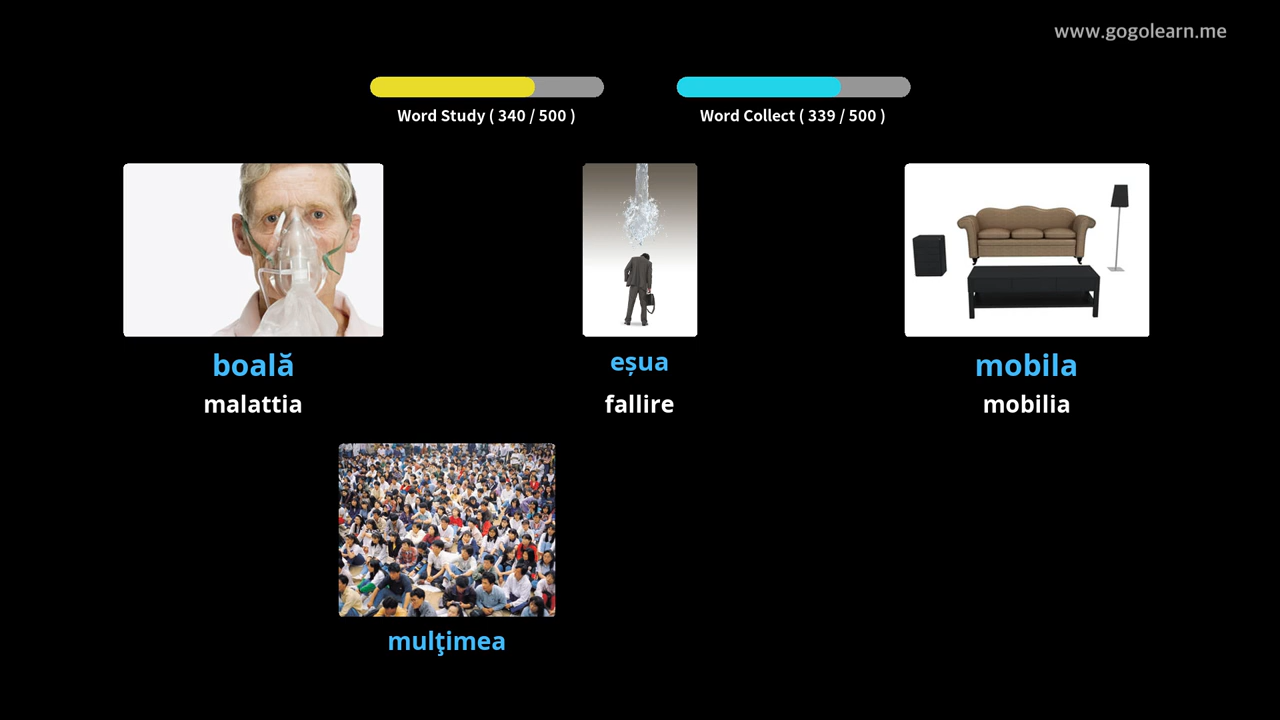 www.gogolearn.me
Word Study ( 340 / 500 )
Word Collect ( 339 / 500 )
boală
eșua
mobila
malattia
fallire
mobilia
mulţimea